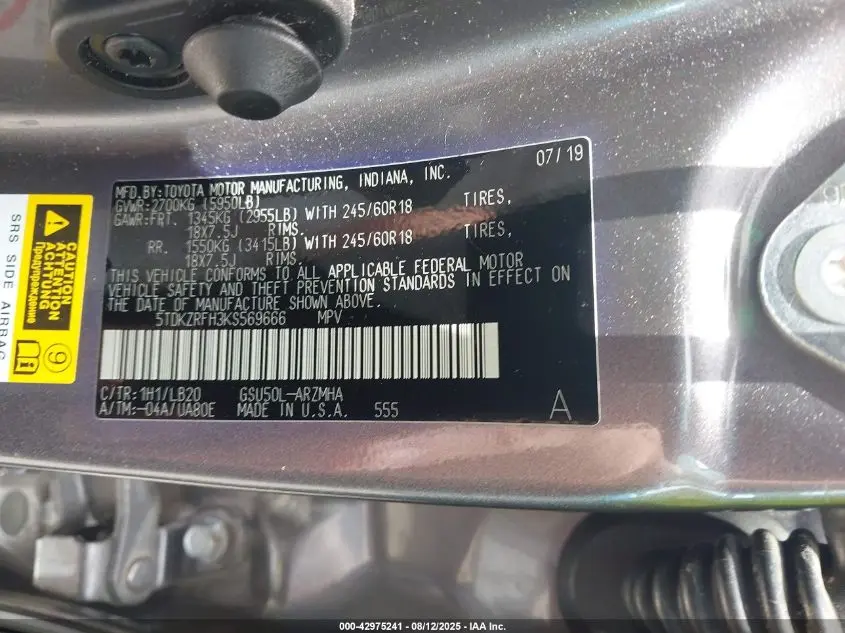 07/19
MFD.BY:TOYOTA MOTOR MANUFACTURING, INDIANA, INC.
GVWR:2700KG (5950LB)
GAWR:FRT. 1345KG (2955LB) WITH 245/60R18 TIRES,
18X7.5J RIMS.
RR. 1550KG (3415LB) WITH 245/60R18 TIRES,
18X7.5J RIMS.
THIS VEHICLE CONFORMS TO ALL APPLICABLE FEDERAL MOTOR
VEHICLE SAFETY AND THEFT PREVENTION STANDARDS IN EFFECT ON
THE DATE OF MANUFACTURE SHOWN ABOVE.
5TDKZRFH3KS569666 MPV
C/TR:1H1/LB20 GSU50L-ARZMHA
A/TM:-04A/UA80E MADE IN U.S.A. 555 A
CAUTION
ATTENTION
ACHTUNG
Предупреждение
9
SRS SIDE AIRBAG
000-42975241 - 08/12/2025 - IAA Inc.